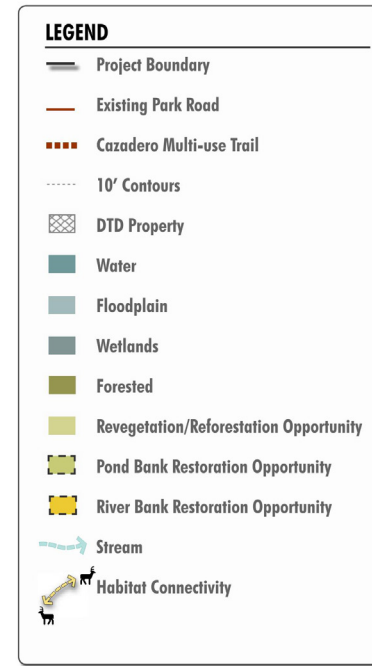 LEGEND
Project Boundary
Existing Park Road
Cazadero Multi-use Trail
10' Contours
DTD Property
Water
Floodplain
Wetlands
Forested
Revegetation/Reforestation Opportunity
Pond Bank Restoration Opportunity
River Bank Restoration Opportunity
Stream
Habitat Connectivity